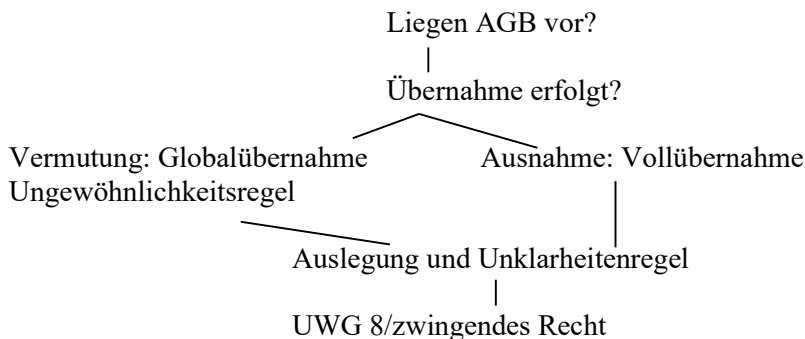 Liegen AGB vor?
Übernahme erfolgt?
Vermutung: Globalübernahme
Ausnahme: Vollübernahme
Ungewöhnlichkeitsregel
Auslegung und Unklarheitenregel
UWG 8/zwingendes Recht